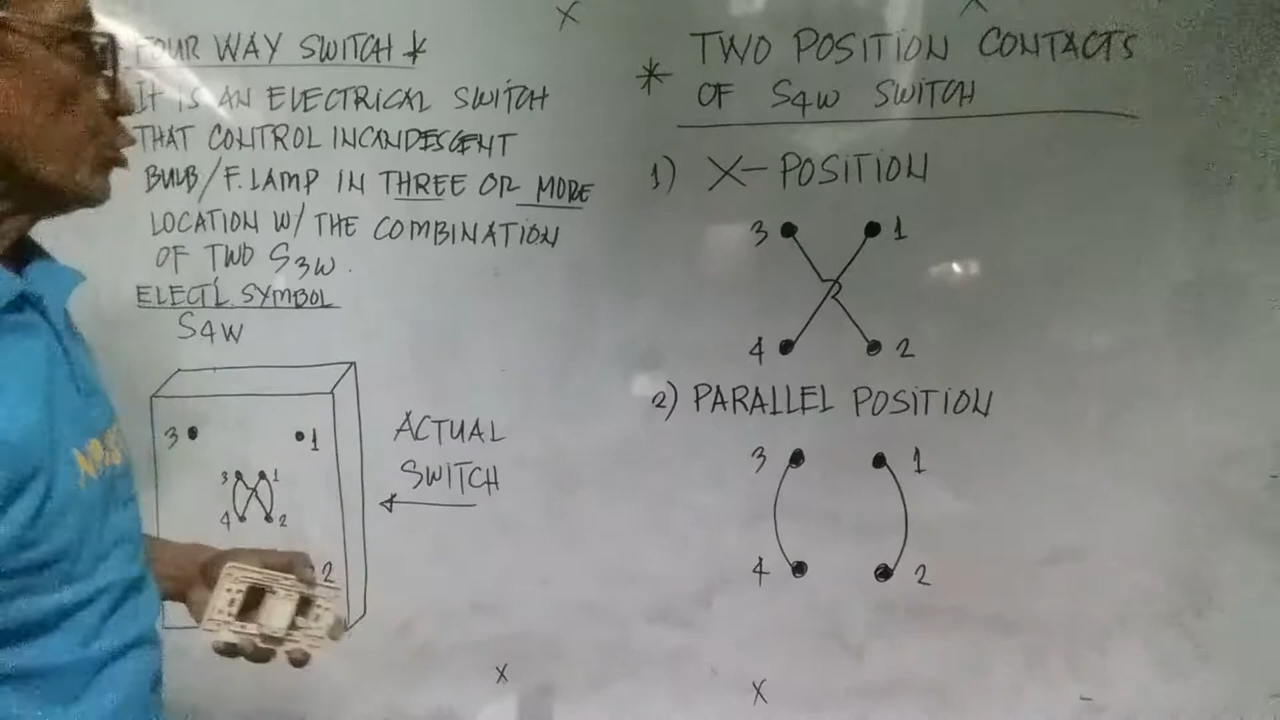 FOUR WAY SWITCH *
IT IS AN ELECTRICAL SWITCH
THAT CONTROL INCANDESCENT
BULB/F.LAMP IN THREE OR MORE
LOCATION W/ THE COMBINATION
OF TWO S3W.
ELECT'L SYMBOL
S4W
3 1
3 1
4 2
2
ACTUAL
SWITCH
X
* TWO POSITION CONTACTS
OF S4W SWITCH
1) X-POSITION
3 1
4 2
2) PARALLEL POSITION
3 1
4 2
X
X